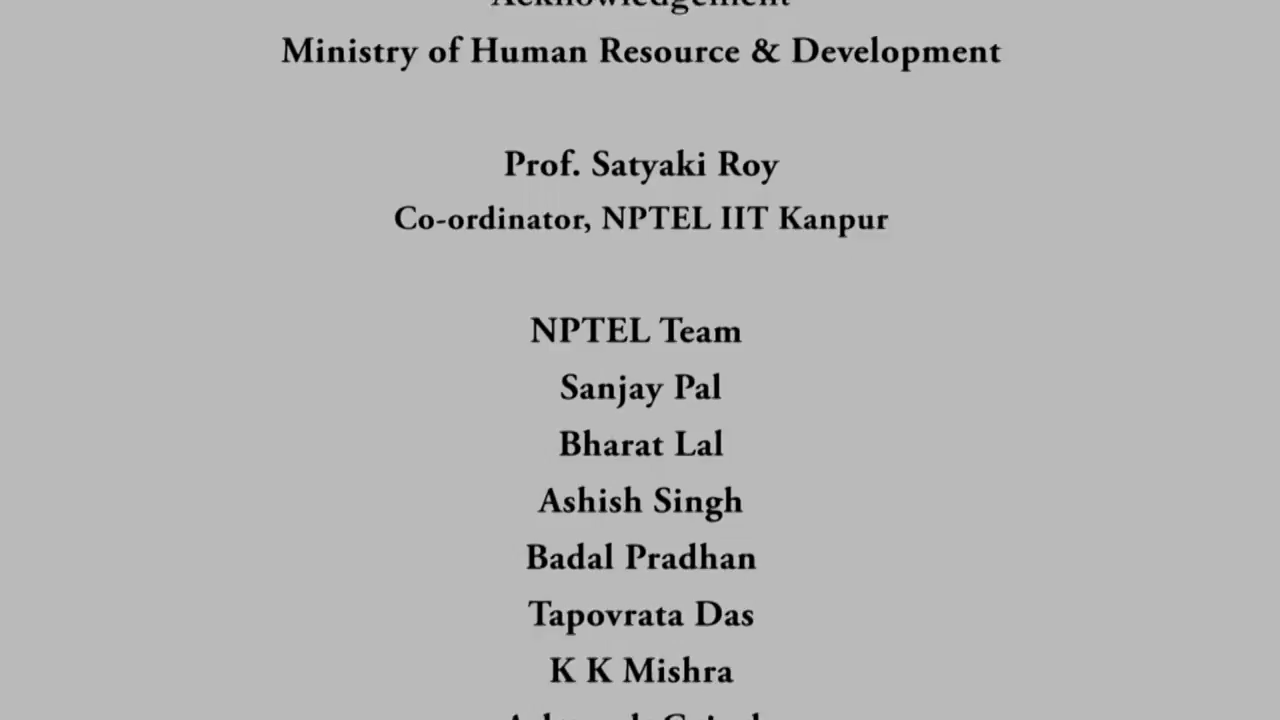 Acknowledgement
Ministry of Human Resource & Development
Prof. Satyaki Roy
Co-ordinator, NPTEL IIT Kanpur
NPTEL Team
Sanjay Pal
Bharat Lal
Ashish Singh
Badal Pradhan
Tapovrata Das
K K Mishra